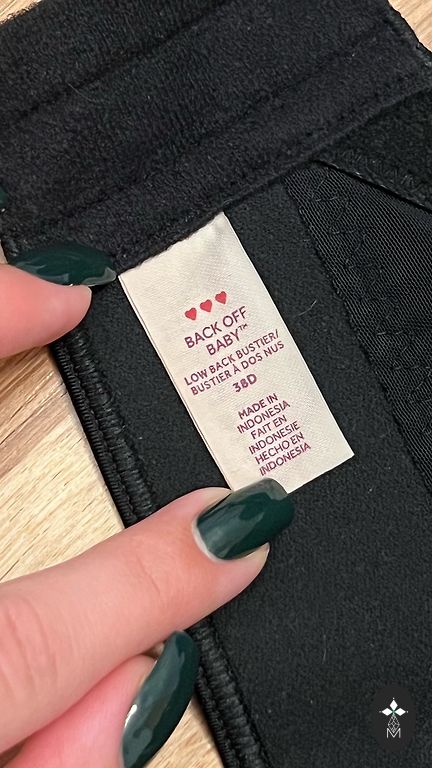 BACK OFF
BABY™
LOW BACK BUSTIER/
BUSTIER À DOS NUS
38D
MADE IN
INDONESIA
FAIT EN
INDONESIE
HECHO EN
INDONESIA
M